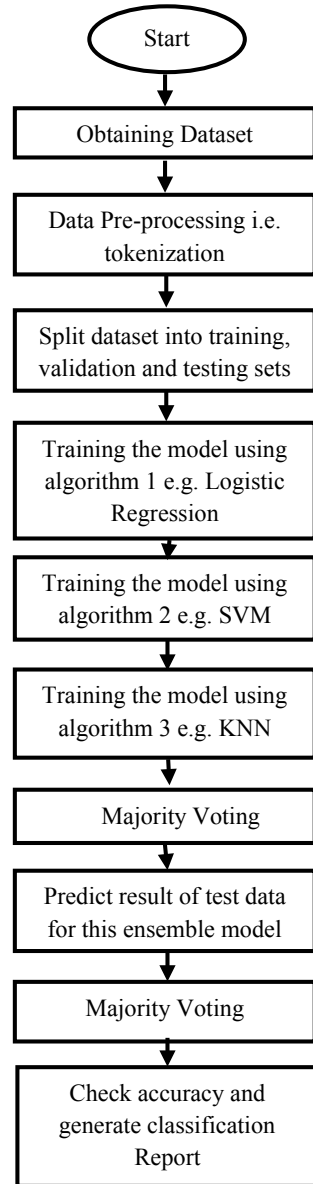 Start
Obtaining Dataset
Data Pre-processing i.e.
tokenization
Split dataset into training,
validation and testing sets
Training the model using
algorithm 1 e.g. Logistic
Regression
Training the model using
algorithm 2 e.g. SVM
Training the model using
algorithm 3 e.g. KNN
Majority Voting
Predict result of test data
for this ensemble model
Majority Voting
Check accuracy and
generate classification
Report